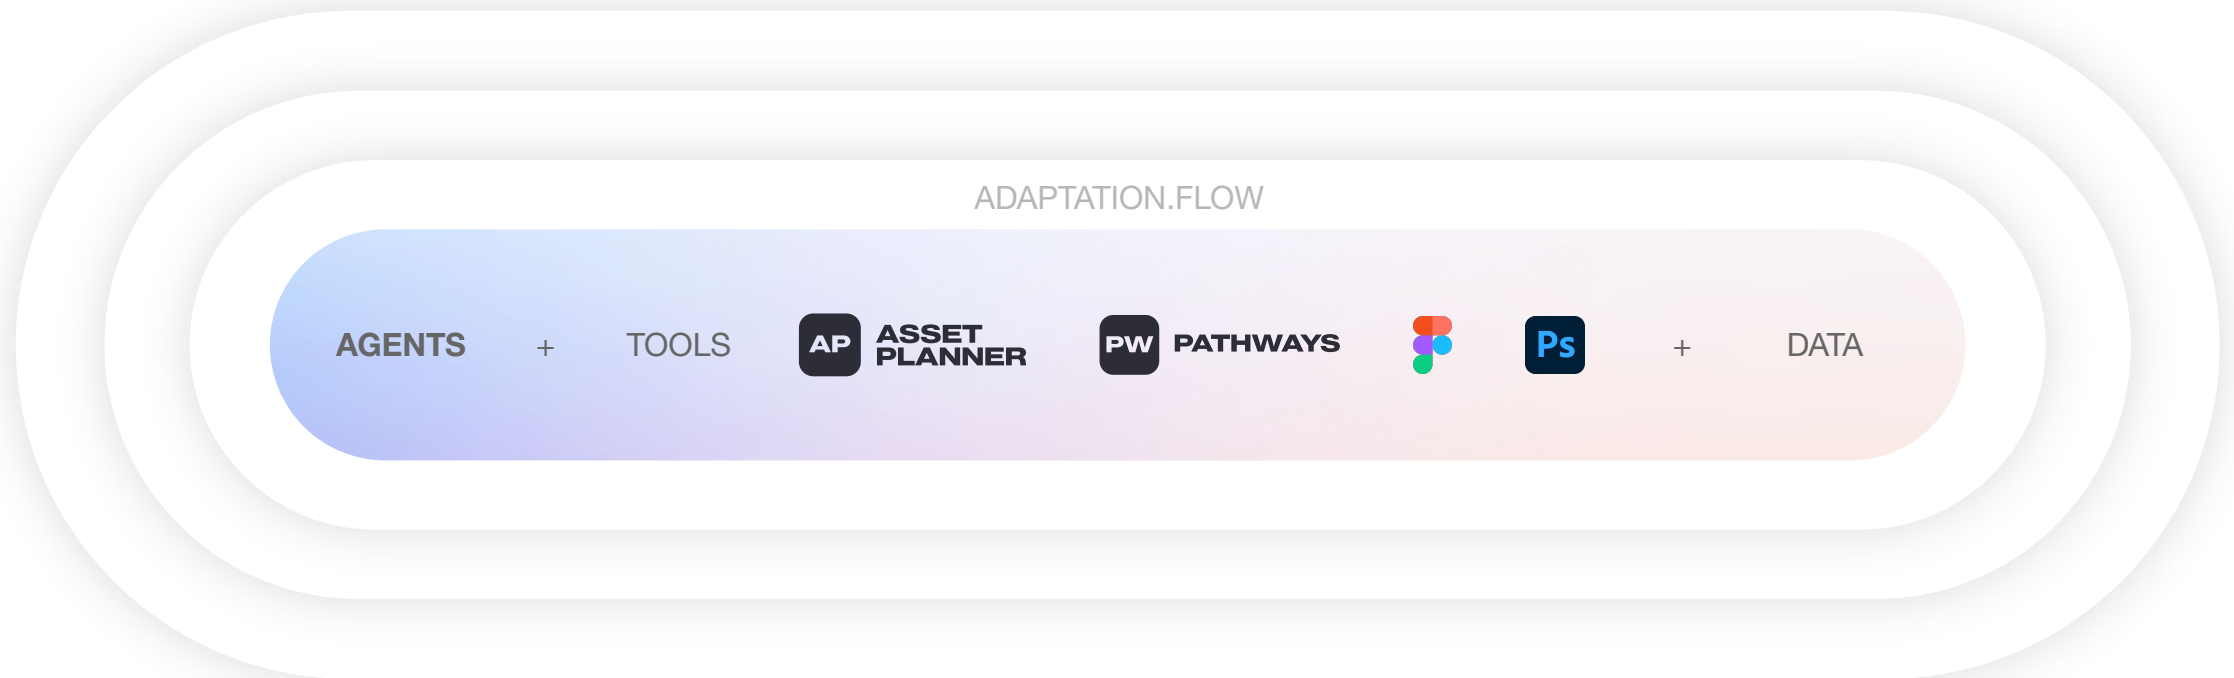 ADAPTATION.FLOW
AGENTS + TOOLS AP ASSET PLANNER PW PATHWAYS Ps + DATA